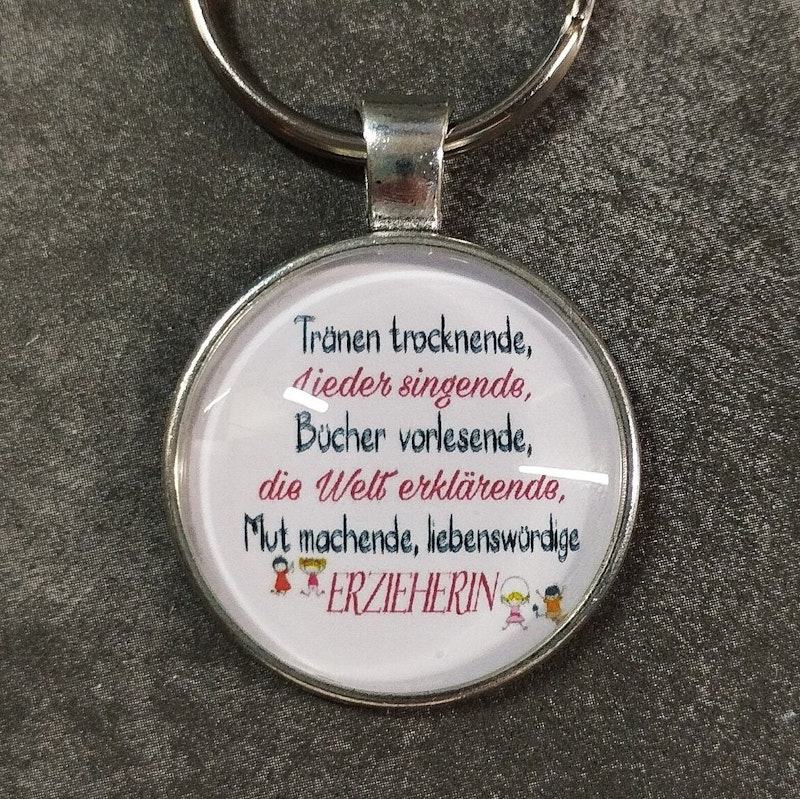 Tränen trocknende,
Lieder singende,
Bücher vorlesende,
die Welt erklärende,
Mut machende, liebenswürdige
ERZIEHERIN